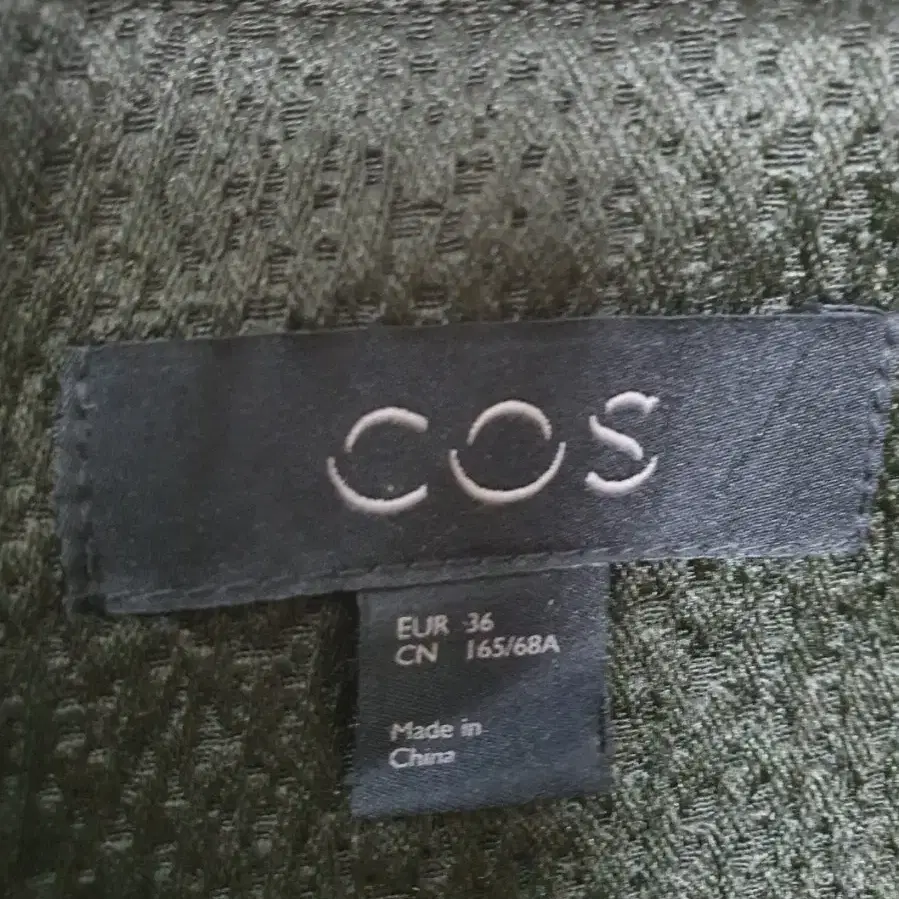 COS
EUR 36
CN 165/68A
Made in
China